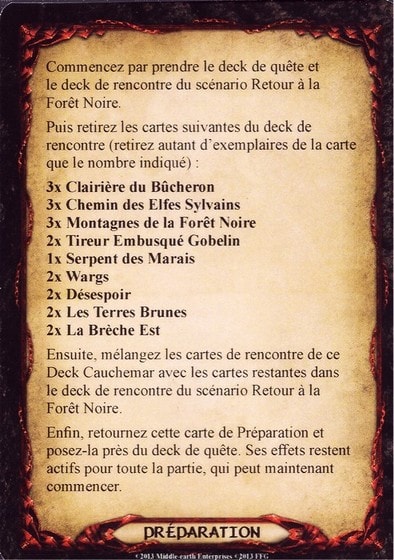 Commencez par prendre le deck de quête et
le deck de rencontre du scénario Retour à la
Forêt Noire.
Puis retirez les cartes suivantes du deck de
rencontre (retirez autant d'exemplaires de la carte
que le nombre indiqué) :
3x Clairière du Bûcheron
3x Chemin des Elfes Sylvains
3x Montagnes de la Forêt Noire
2x Tireur Embusqué Gobelin
1x Serpent des Marais
2x Wargs
2x Désespoir
2x Les Terres Brunes
2x La Brèche Est
Ensuite, mélangez les cartes de rencontre de ce
Deck Cauchemar avec les cartes restantes dans
le deck de rencontre du scénario Retour à la
Forêt Noire.
Enfin, retournez cette carte de Préparation et
posez-la près du deck de quête. Ses effets restent
actifs pour toute la partie, qui peut maintenant
commencer.
PRÉPARATION
©2013 Middle-earth Enterprises ©2013 FFG